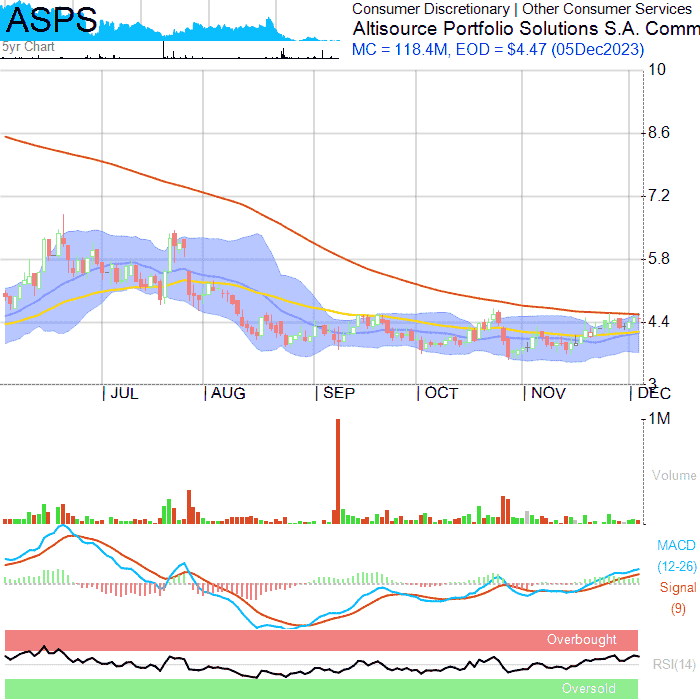 ASPS
5yr Chart
Consumer Discretionary | Other Consumer Services
Altisource Portfolio Solutions S.A. Comm
MC = 118.4M, EOD = $4.47 (05Dec2023)
10
8.6
7.2
5.8
4.4
3
JUL AUG SEP OCT NOV DEC
1M
Volume
MACD
(12-26)
Signal
(9)
Overbought
RSI(14)
Oversold